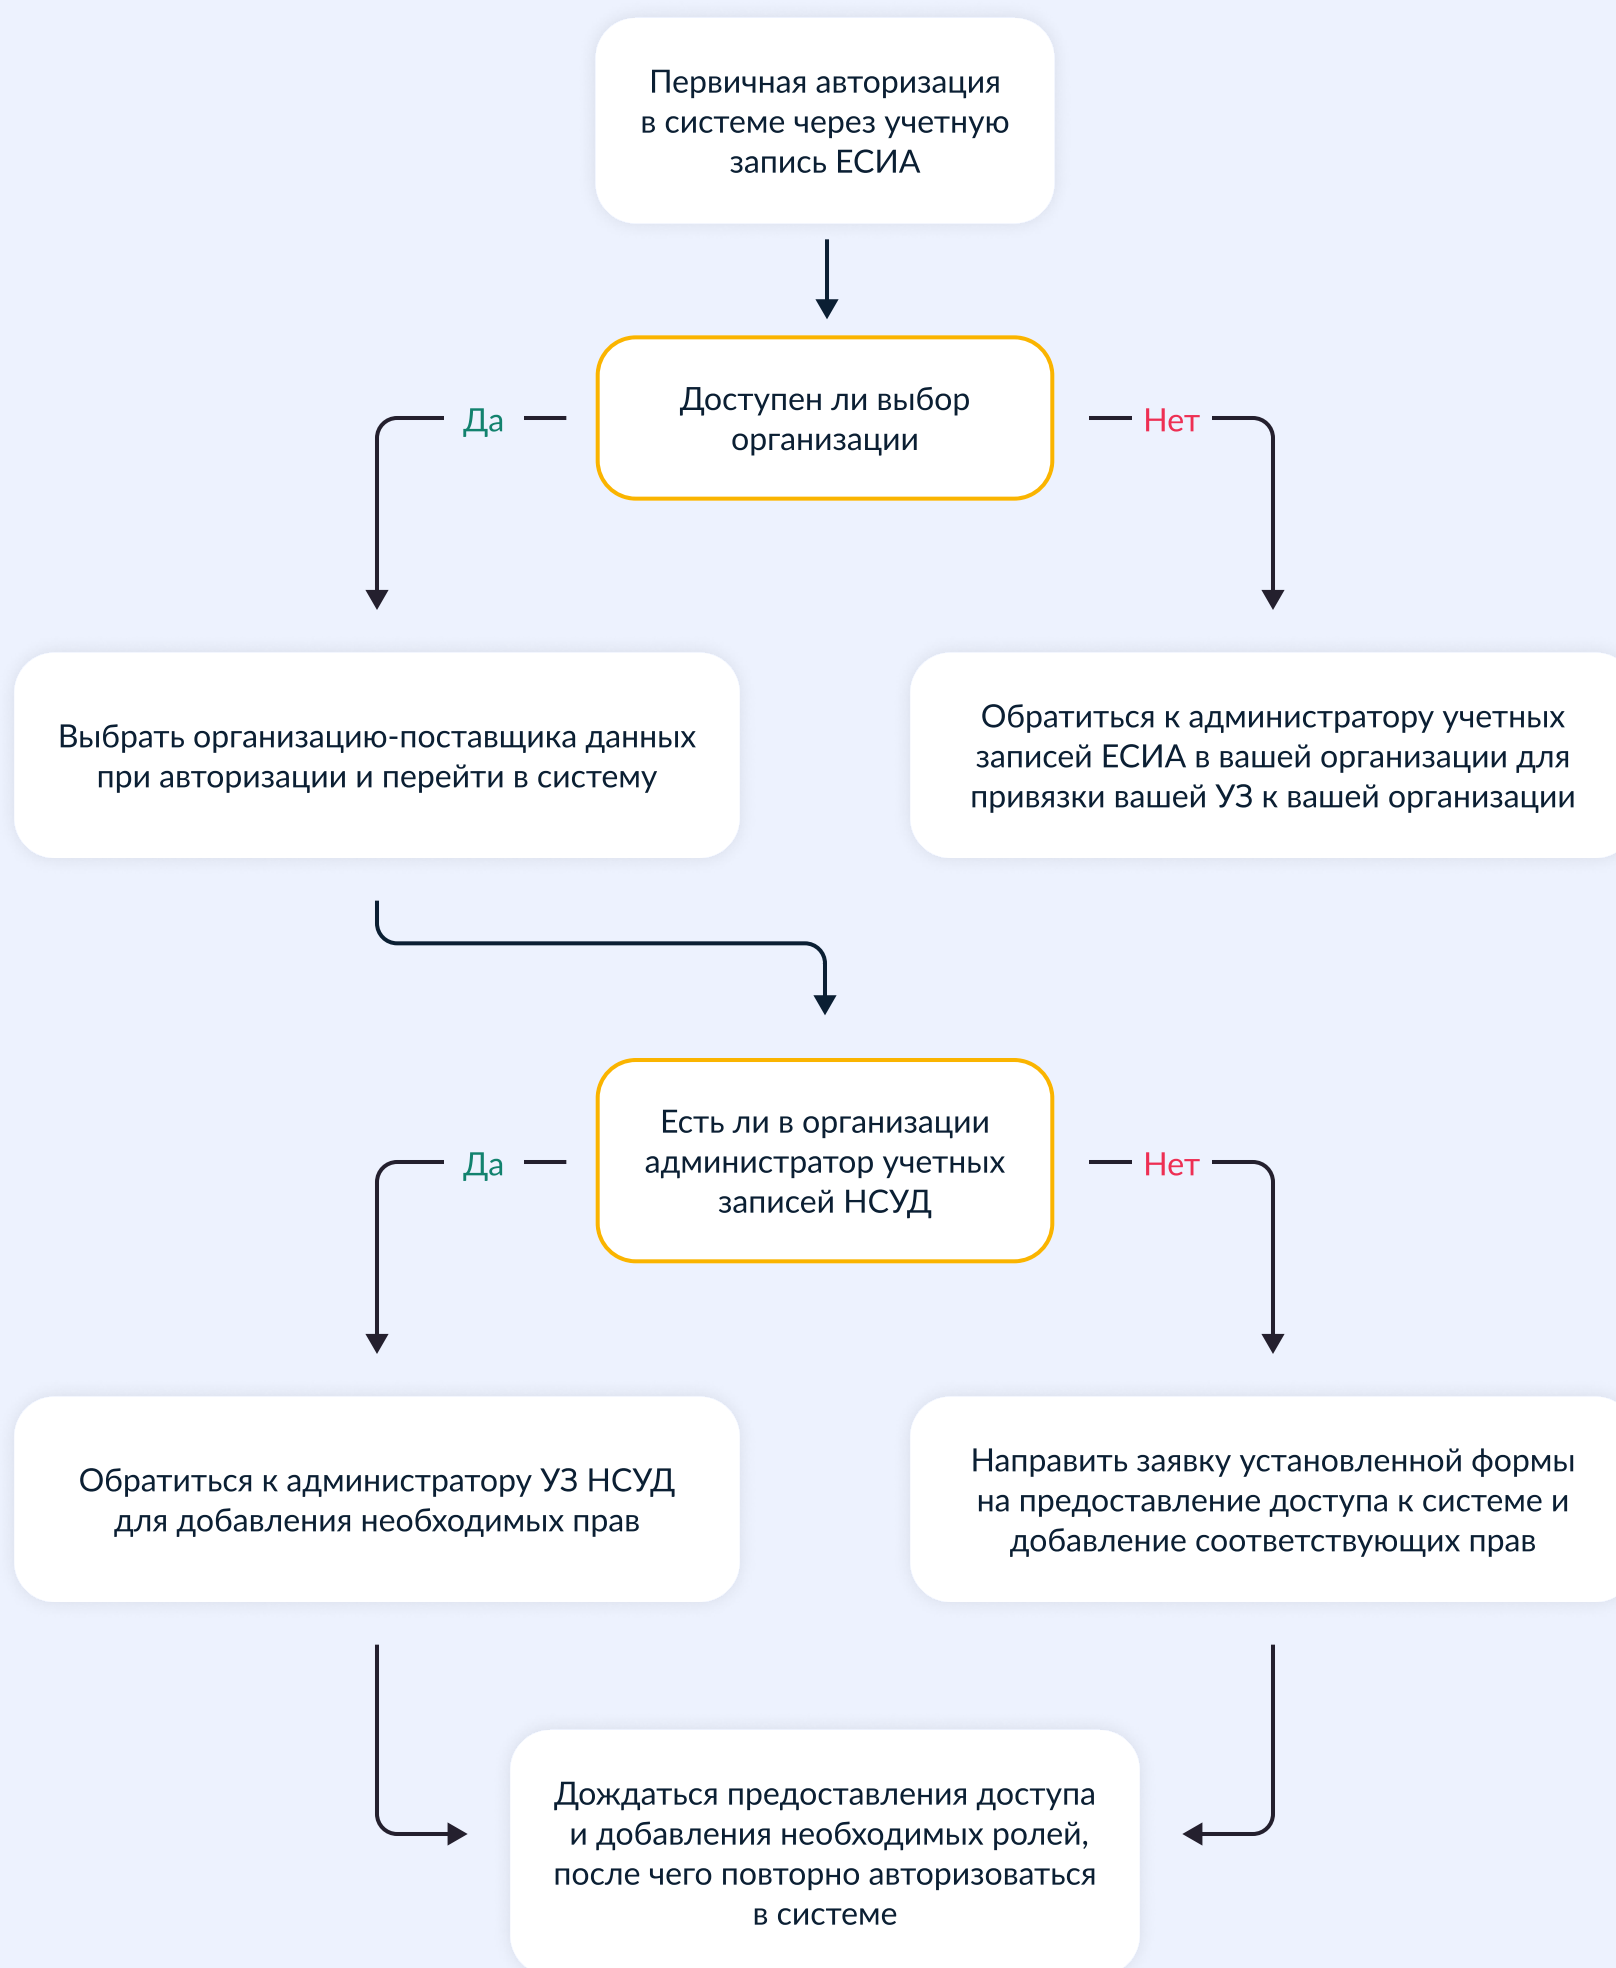 Первичная авторизация
в системе через учетную
запись ЕСИА
Доступен ли выбор
организации
Да
Нет
Выбрать организацию-поставщика данных
при авторизации и перейти в систему
Обратиться к администратору учетных
записей ЕСИА в вашей организации для
привязки вашей УЗ к вашей организации
Есть ли в организации
администратор учетных
записей НСУД
Да
Нет
Обратиться к администратору УЗ НСУД
для добавления необходимых прав
Направить заявку установленной формы
на предоставление доступа к системе и
добавление соответствующих прав
Дождаться предоставления доступа
и добавления необходимых ролей,
после чего повторно авторизоваться
в системе